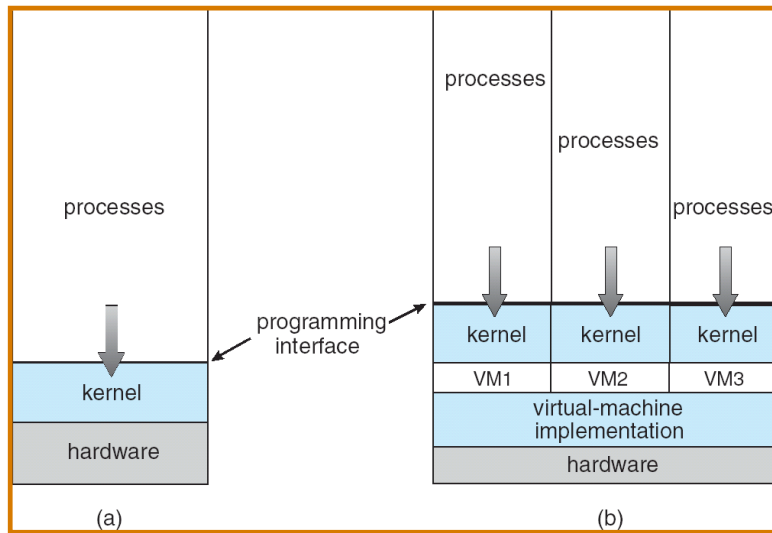 processes
kernel
hardware
(a)
programming
interface
processes
processes
processes
kernel
kernel
kernel
VM1
VM2
VM3
virtual-machine
implementation
hardware
(b)